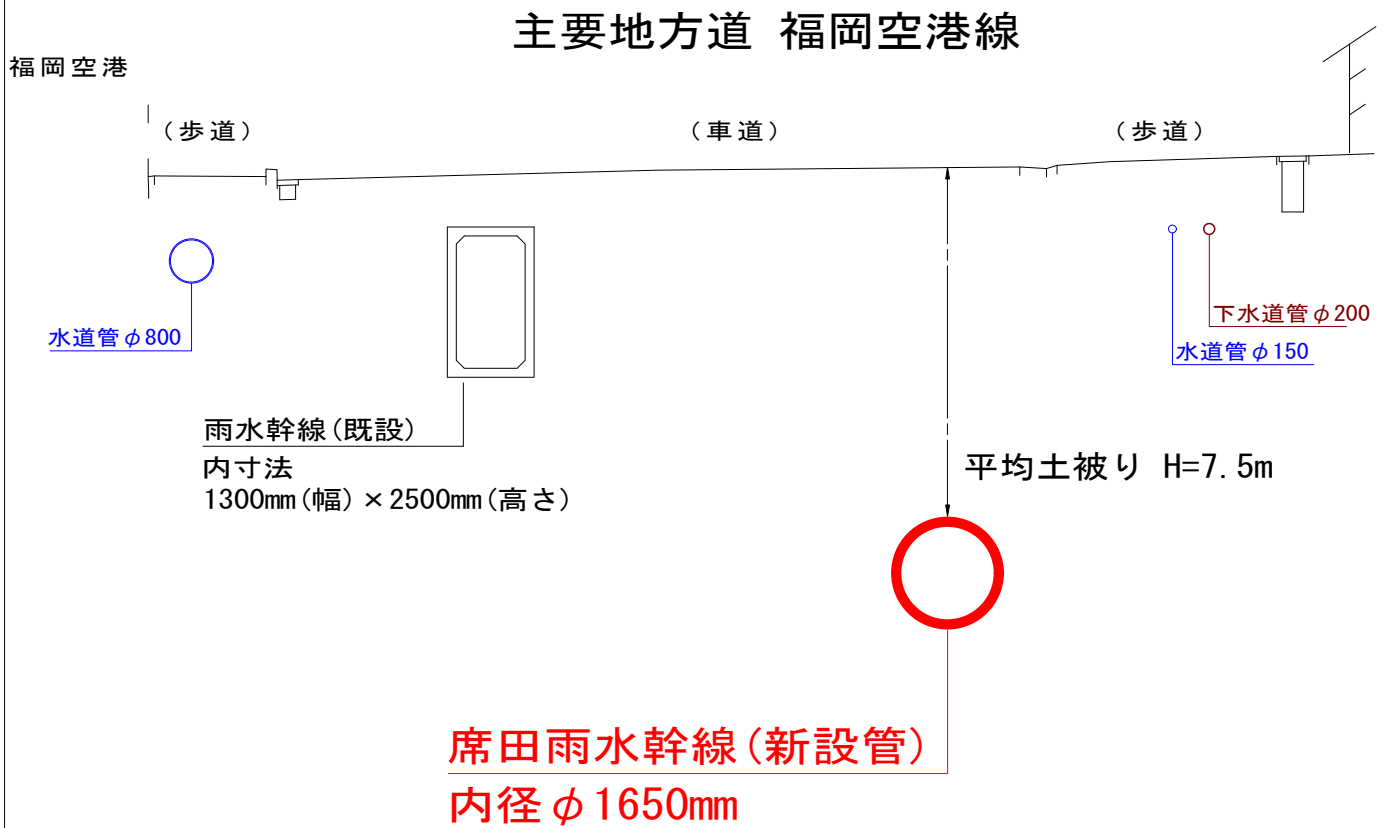 主要地方道 福岡空港線
福岡空港
(歩道)
(車道)
(歩道)
水道管φ800
下水道管φ200
水道管φ150
雨水幹線(既設)
内寸法
1300mm(幅)×2500mm(高さ)
平均土被り H=7.5m
席田雨水幹線(新設管)
内径φ1650mm